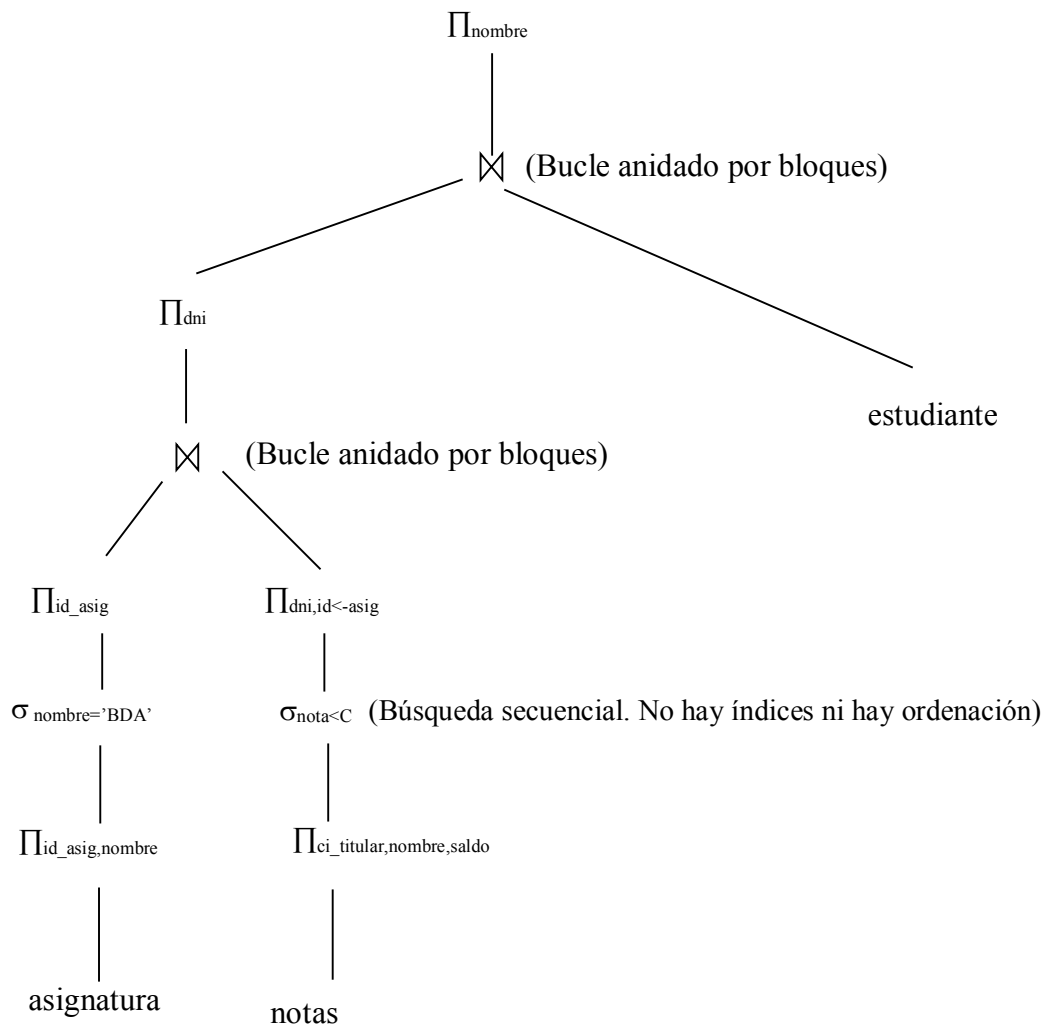 ∏nombre
⋈ (Bucle anidado por bloques)
∏dni
estudiante
⋈ (Bucle anidado por bloques)
∏id_asig ∏dni,id<-asig
σ nombre='BDA' σnota<C (Búsqueda secuencial. No hay índices ni hay ordenación)
∏id_asig,nombre ∏ci_titular,nombre,saldo
asignatura
notas